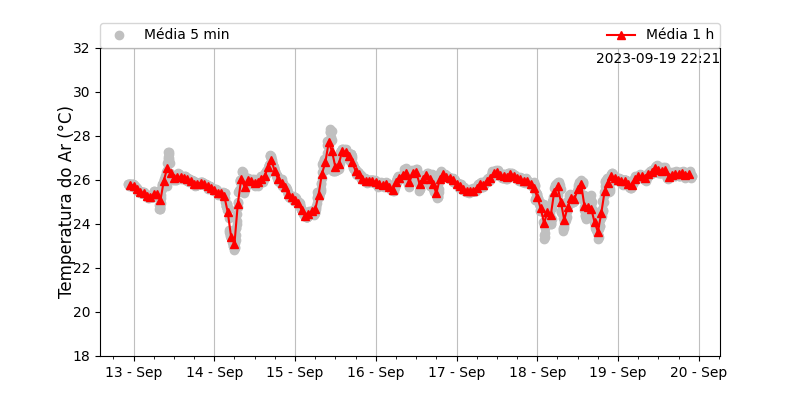 Média 5 min
Média 1 h
2023-09-19 22:21
Temperatura do Ar (°C)
32
30
28
26
24
22
20
18
13 - Sep
14 - Sep
15 - Sep
16 - Sep
17 - Sep
18 - Sep
19 - Sep
20 - Sep